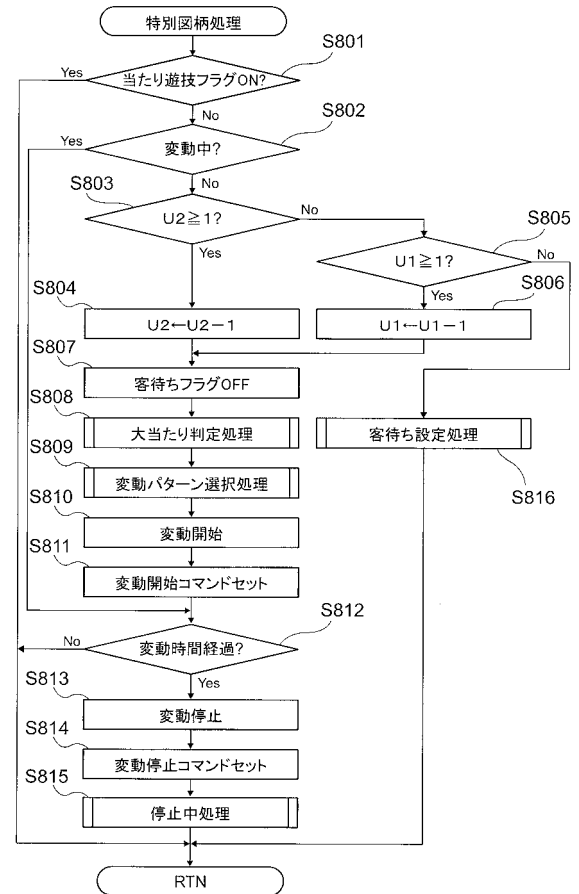 特別図柄処理
S801
Yes
当たり遊技フラグON?
No
S802
Yes
変動中?
S803
No
U2≧1?
No
S805
Yes
U1≧1?
No
S804
Yes
S806
U2←U2−1
U1←U1−1
S807
客待ちフラグOFF
S808
大当たり判定処理
客待ち設定処理
S809
変動パターン選択処理
S816
S810
変動開始
S811
変動開始コマンドセット
S812
No
変動時間経過?
S813
Yes
変動停止
S814
変動停止コマンドセット
S815
停止中処理
RTN